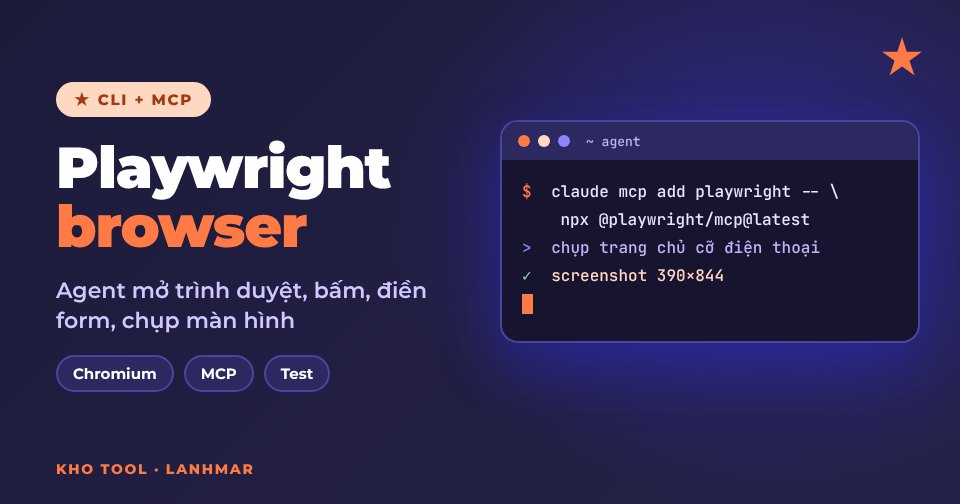 ★ CLI + MCP
Playwright
browser
Agent mở trình duyệt, bấm, điền
form, chụp màn hình
Chromium
MCP
Test
KHO TOOL · LANHMAR
~ agent
$ claude mcp add playwright -- \
npx @playwright/mcp@latest
> chụp trang chủ cỡ điện thoại
✓ screenshot 390×844